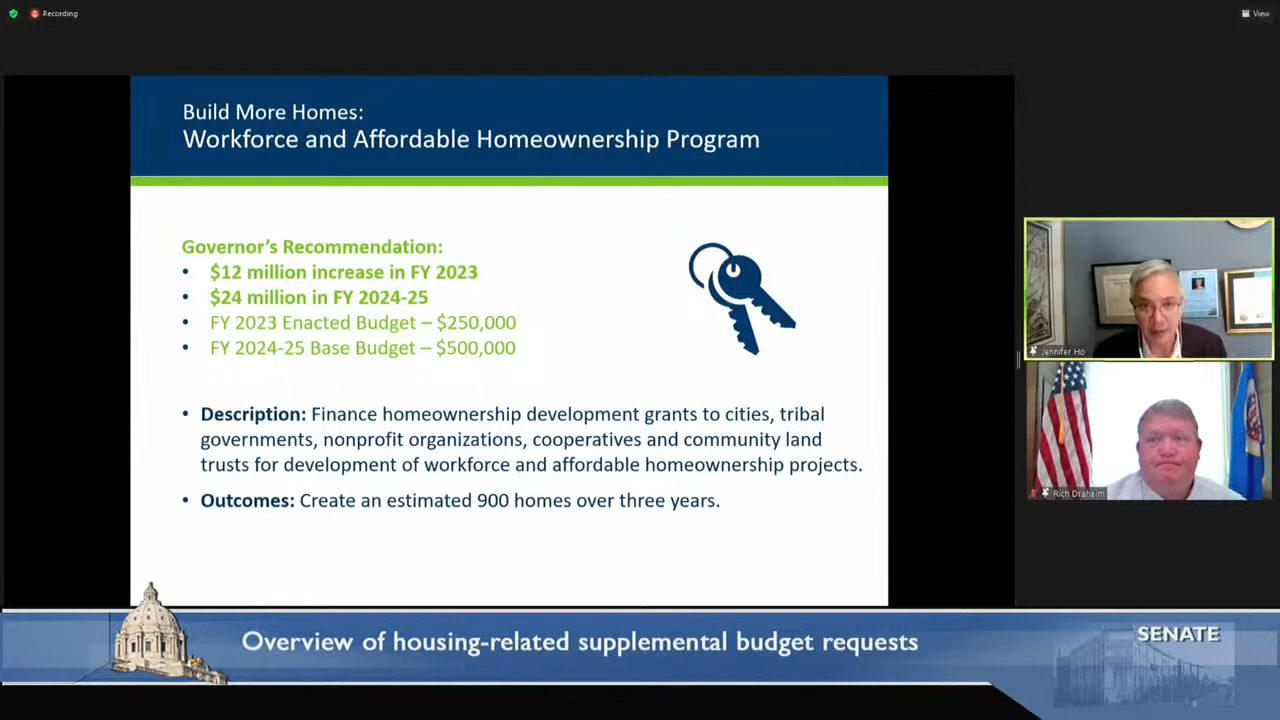 Recording
View
Build More Homes:
Workforce and Affordable Homeownership Program
Governor's Recommendation:
• $12 million increase in FY 2023
• $24 million in FY 2024-25
• FY 2023 Enacted Budget – $250,000
• FY 2024-25 Base Budget – $500,000
• Description: Finance homeownership development grants to cities, tribal
governments, nonprofit organizations, cooperatives and community land
trusts for development of workforce and affordable homeownership projects.
• Outcomes: Create an estimated 900 homes over three years.
Jennifer Ho
Rich Draheim
Overview of housing-related supplemental budget requests
SENATE